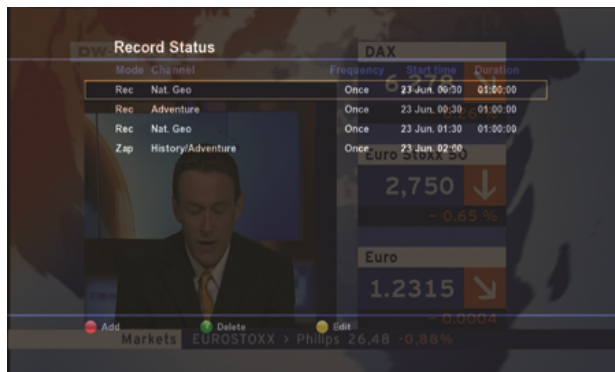 DW-
Record Status
DAX
Mode Channel Frequency Start time Duration
Rec Nat. Geo Once 23 Jun. 00:30 01:00:00
Rec Adventure Once 23 Jun. 00:30 01:00:00
Rec Nat. Geo Once 23 Jun. 01:30 01:00:00
Zap History/Adventure Once 23 Jun. 02:00
Euro Stoxx 50
2,750
- 0.65 %
Euro
1.2315
- 0.0004
Add Delete Edit
Markets EUROSTOXX > Philips 26,48 -0,88%